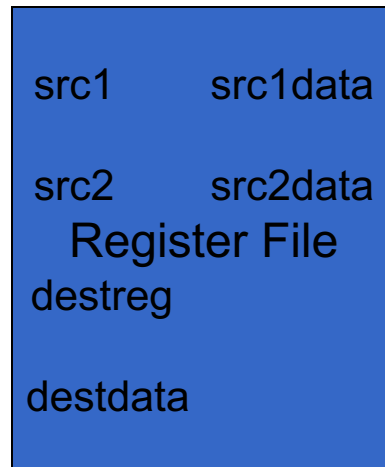 src1 src1data
src2 src2data
Register File
destreg
destdata